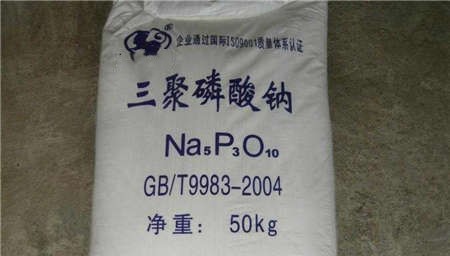 企业通过国际ISO9001质量体系认证
三聚磷酸钠
Na₅P₃O₁₀
GB/T9983-2004
净重：50kg